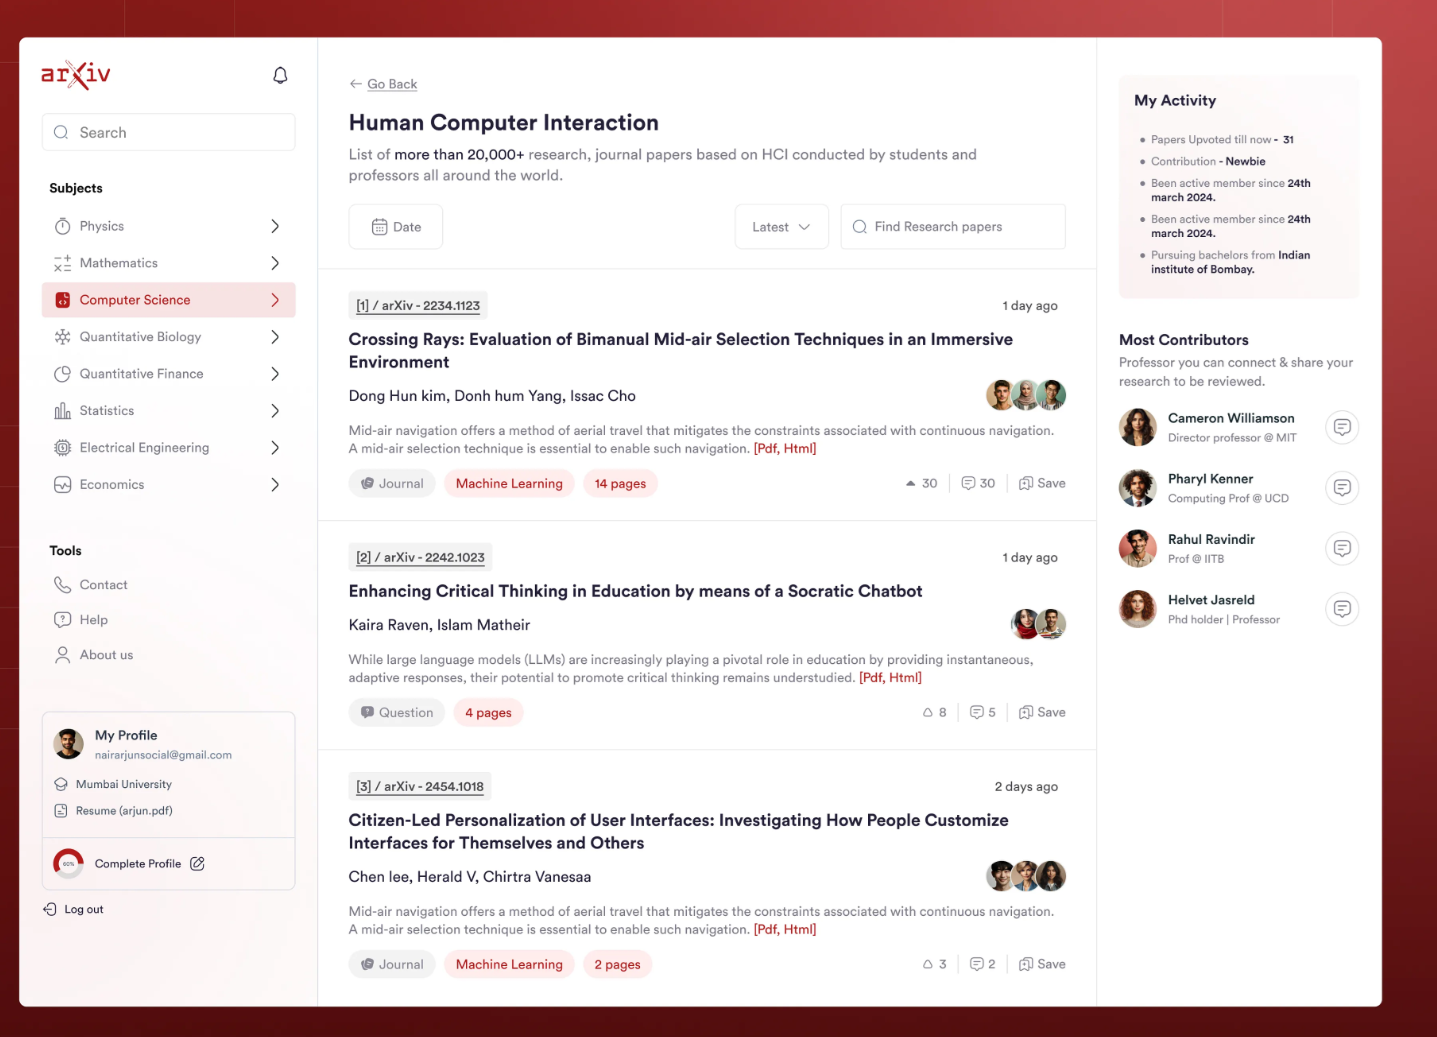 arXiv
Search
Subjects
Physics
Mathematics
Computer Science
Quantitative Biology
Quantitative Finance
Statistics
Electrical Engineering
Economics
Tools
Contact
Help
About us
My Profile
nairarjunsocial@gmail.com
Mumbai University
Resume (arjun.pdf)
60%
Complete Profile
Log out
Go Back
Human Computer Interaction
List of more than 20,000+ research, journal papers based on HCI conducted by students and
professors all around the world.
Date
Latest
Find Research papers
[1] / arXiv - 2234.1123
1 day ago
Crossing Rays: Evaluation of Bimanual Mid-air Selection Techniques in an Immersive
Environment
Dong Hun kim, Donh hum Yang, Issac Cho
Mid-air navigation offers a method of aerial travel that mitigates the constraints associated with continuous navigation.
A mid-air selection technique is essential to enable such navigation. [Pdf, Html]
Journal
Machine Learning
14 pages
30
30
Save
[2] / arXiv - 2242.1023
1 day ago
Enhancing Critical Thinking in Education by means of a Socratic Chatbot
Kaira Raven, Islam Matheir
While large language models (LLMs) are increasingly playing a pivotal role in education by providing instantaneous,
adaptive responses, their potential to promote critical thinking remains understudied. [Pdf, Html]
Question
4 pages
8
5
Save
[3] / arXiv - 2454.1018
2 days ago
Citizen-Led Personalization of User Interfaces: Investigating How People Customize
Interfaces for Themselves and Others
Chen lee, Herald V, Chirtra Vanesaa
Mid-air navigation offers a method of aerial travel that mitigates the constraints associated with continuous navigation.
A mid-air selection technique is essential to enable such navigation. [Pdf, Html]
Journal
Machine Learning
2 pages
3
2
Save
My Activity
Papers Upvoted till now - 31
Contribution - Newbie
Been active member since 24th
march 2024.
Been active member since 24th
march 2024.
Pursuing bachelors from Indian
institute of Bombay.
Most Contributors
Professor you can connect & share your
research to be reviewed.
Cameron Williamson
Director professor @ MIT
Pharyl Kenner
Computing Prof @ UCD
Rahul Ravindir
Prof @ IITB
Helvet Jasreld
Phd holder | Professor